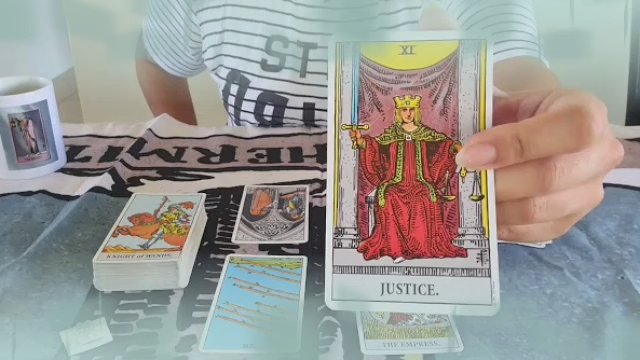 XI
ST
HERMIT
JUSTICE.
KNIGHT of WANDS.
THE EMPRESS.